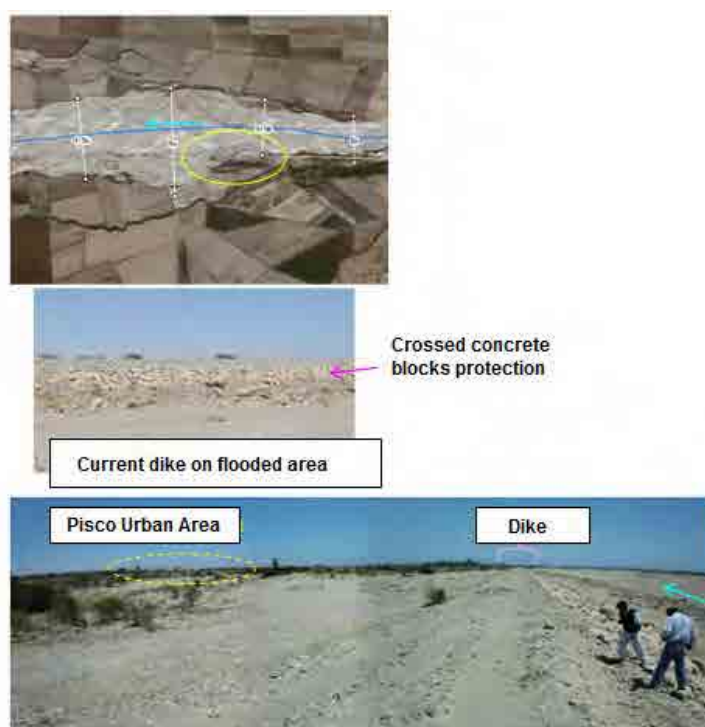 Crossed concrete
blocks protection
Current dike on flooded area
Pisco Urban Area
Dike